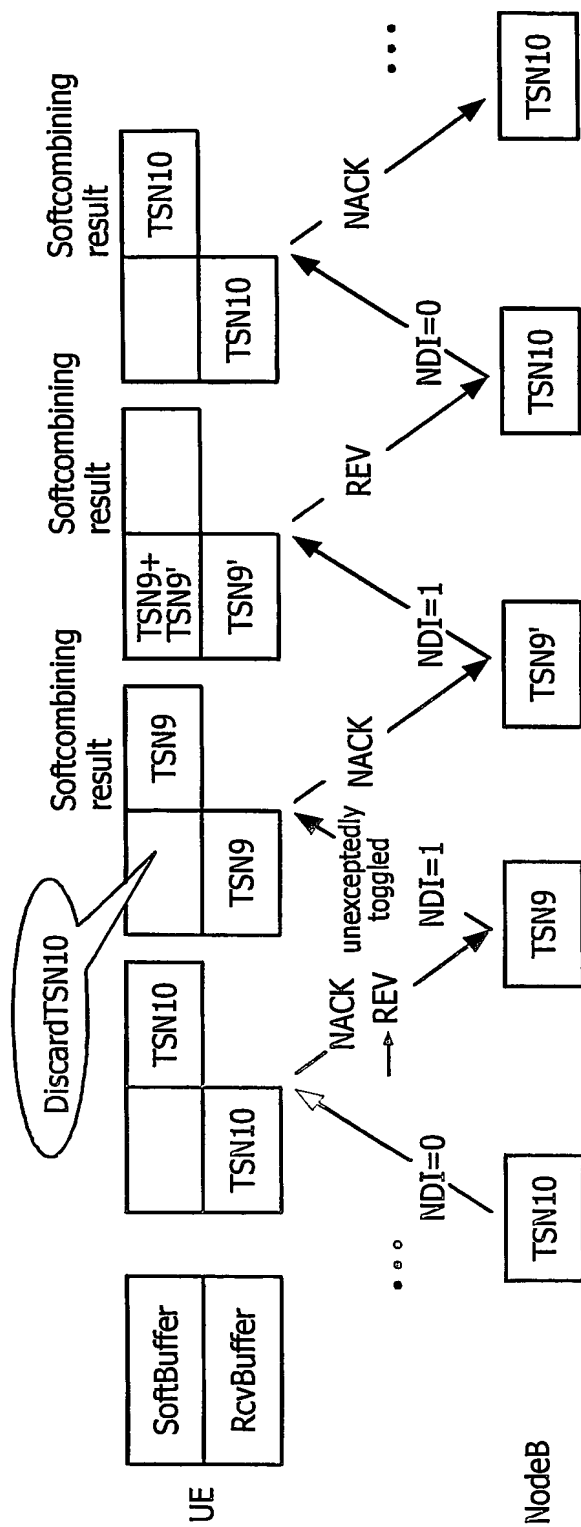 UE
SoftBuffer
RcvBuffer
DiscardTSN10
TSN10
TSN10
Softcombining
result
TSN9
TSN9
Softcombining
result
TSN9+
TSN9'
TSN9'
Softcombining
result
TSN10
TSN10
...
NDI=0
NACK
→REV
unexceptedly
toggled
NDI=1
NACK
NDI=1
REV
NDI=0
NACK
...
NodeB
TSN10
TSN9
TSN9'
TSN10
TSN10